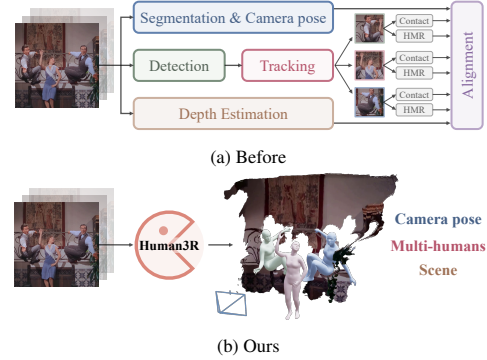 Segmentation & Camera pose
Detection
Tracking
Contact
HMR
Contact
HMR
Contact
HMR
Depth Estimation
Alignment
(a) Before
Human3R
Camera pose
Multi-humans
Scene
(b) Ours